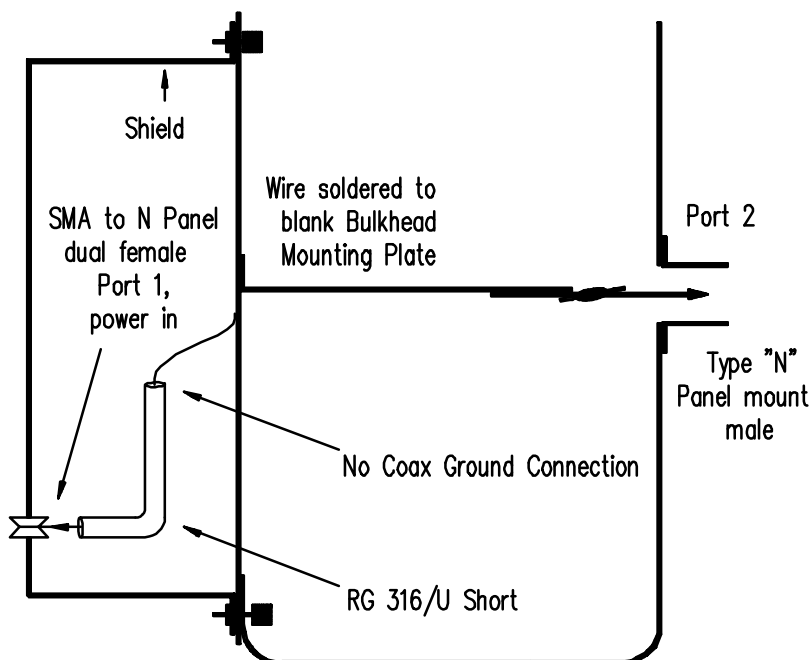 Shield
Wire soldered to
blank Bulkhead
Mounting Plate
SMA to N Panel
dual female
Port 1,
power in
Port 2
Type "N"
Panel mount
male
No Coax Ground Connection
RG 316/U Short